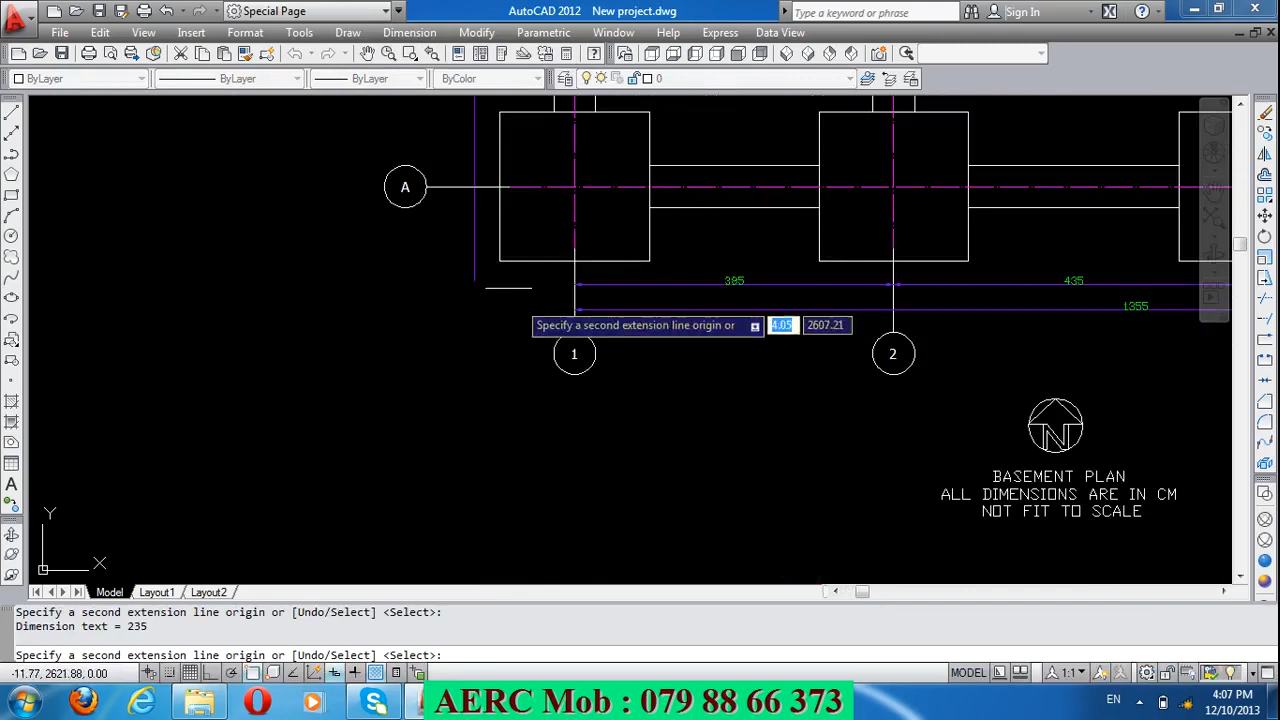 Special Page
AutoCAD 2012 New project.dwg
Type a keyword or phrase
Sign In
File Edit View Insert Format Tools Draw Dimension Modify Parametric Window Help Express Data View
ByLayer
ByLayer
ByLayer
ByColor
0
A
385
435
1355
Specify a second extension line origin or
4.05
2607.21
1
2
N
BASEMENT PLAN
ALL DIMENSIONS ARE IN CM
NOT FIT TO SCALE
Y
X
Model Layout1 Layout2
Specify a second extension line origin or [Undo/Select] <Select>:
Dimension text = 235
Specify a second extension line origin or [Undo/Select] <Select>:
-11.77, 2621.88, 0.00
MODEL
1:1
AERC Mob : 079 88 66 373
EN
4:07 PM
12/10/2013